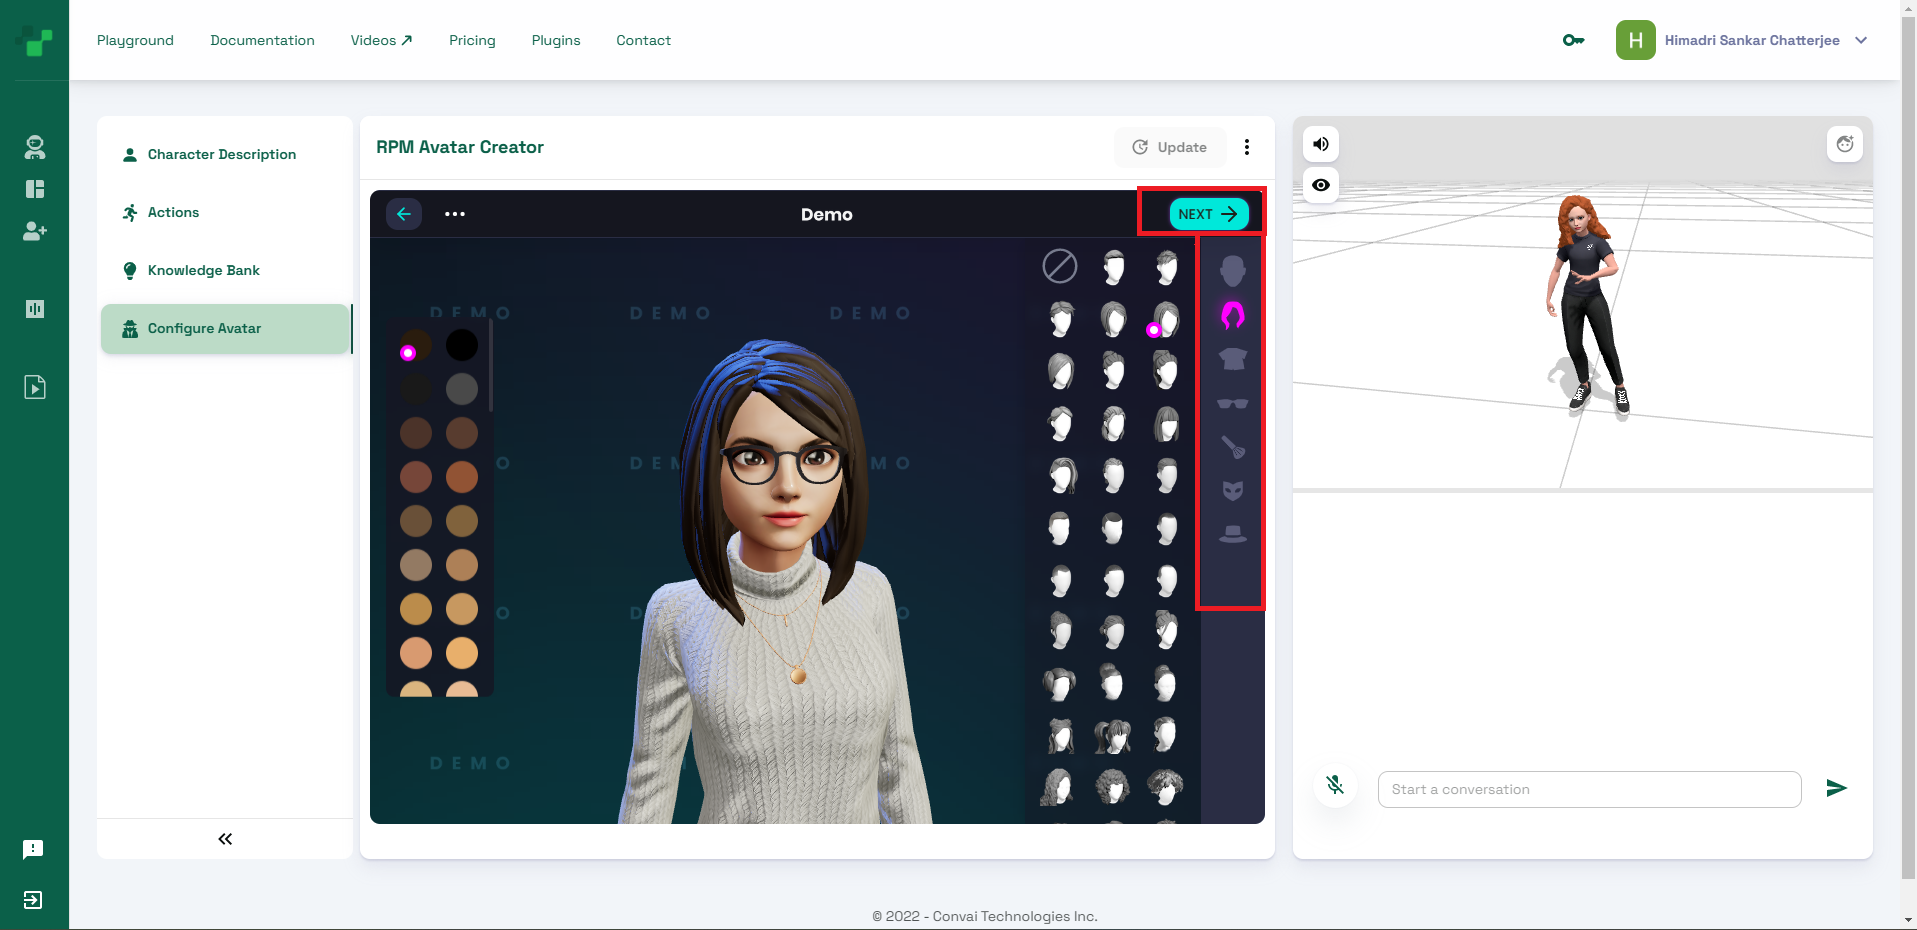 Playground Documentation Videos Pricing Plugins Contact
H Himadri Sankar Chatterjee
Character Description
Actions
Knowledge Bank
Configure Avatar
RPM Avatar Creator
Update
Demo
NEXT
DEMO DEMO DEMO
DEMO
DEMO
Start a conversation
© 2022 - Convai Technologies Inc.